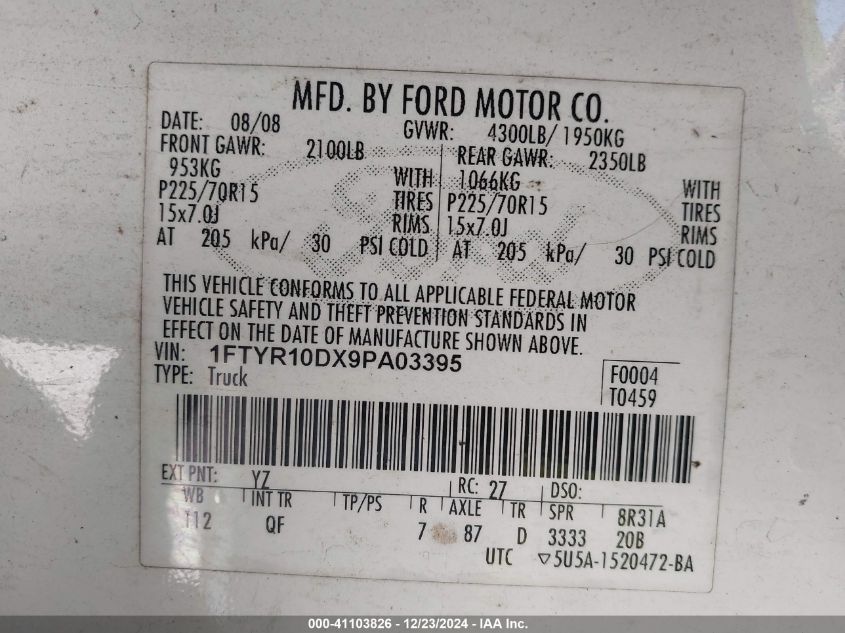 MFD. BY FORD MOTOR CO.
DATE: 08/08 GVWR: 4300LB/1950KG
FRONT GAWR: 2100LB REAR GAWR: 2350LB
953KG WITH 1066KG WITH
P225/70R15 TIRES P225/70R15 TIRES
15x7.0J RIMS 15x7.0J RIMS
AT 205 kPa/ 30 PSI COLD AT 205 kPa/ 30 PSI COLD
THIS VEHICLE CONFORMS TO ALL APPLICABLE FEDERAL MOTOR
VEHICLE SAFETY AND THEFT PREVENTION STANDARDS IN
EFFECT ON THE DATE OF MANUFACTURE SHOWN ABOVE.
VIN: 1FTYR10DX9PA03395
TYPE: Truck F0004
T0459
EXT PNT: YZ RC: 27 DSO:
WB INT TR TP/PS R AXLE TR SPR 8R31A
112 QF 7 87 D 3333 20B
UTC ▽5U5A-1520472-BA
000-41103826 - 12/23/2024 - IAA Inc.